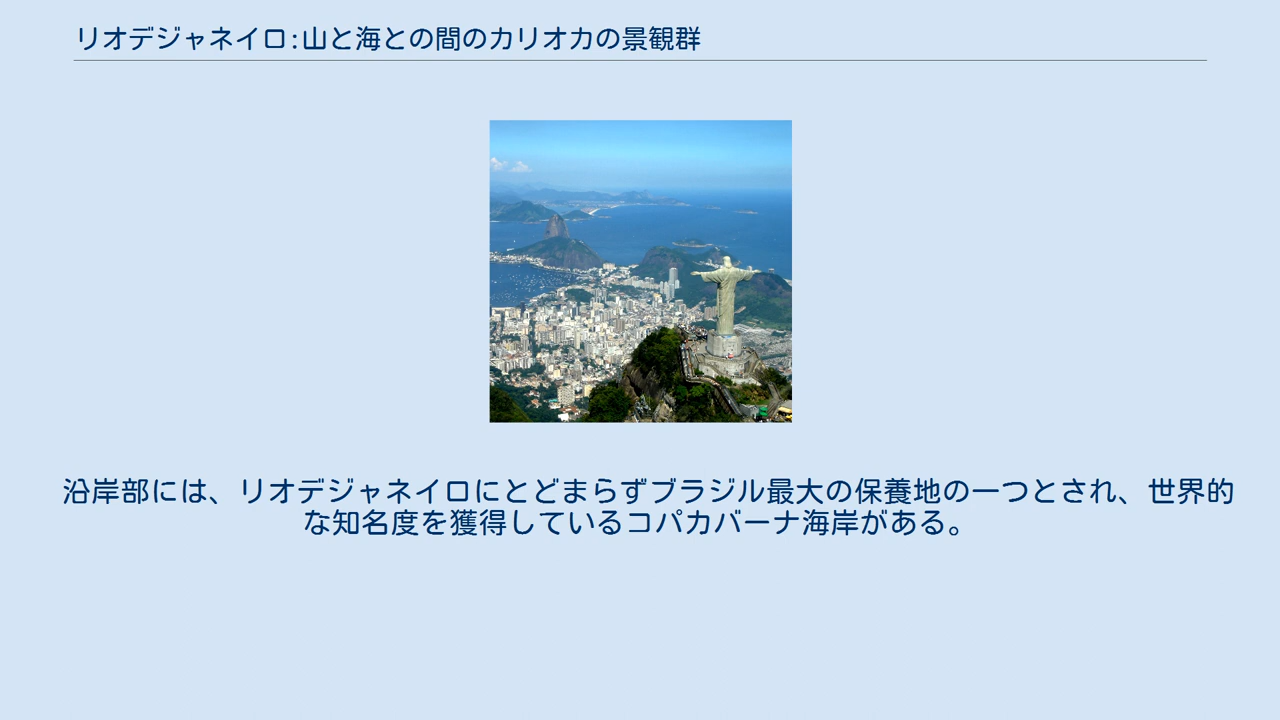 リオデジャネイロ:山と海との間のカリオカの景観群
沿岸部には、リオデジャネイロにとどまらずブラジル最大の保養地の一つとされ、世界的
な知名度を獲得しているコパカバーナ海岸がある。